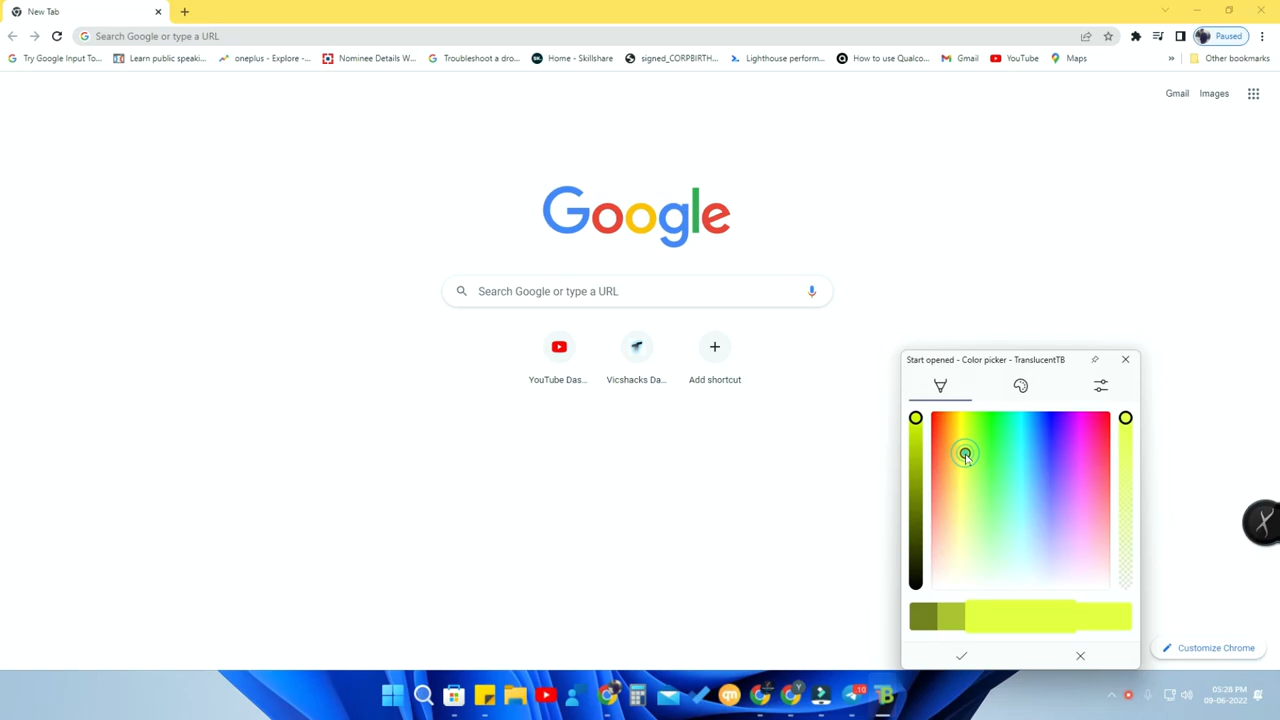 New Tab
Search Google or type a URL
Paused
Try Google Input To...
Learn public speaki...
oneplus - Explore -...
Nominee Details W...
Troubleshoot a dro...
Home - Skillshare
signed_CORPBIRTH...
Lighthouse perform...
How to use Qualco...
Gmail
YouTube
Maps
»
Other bookmarks
Gmail
Images
Google
Search Google or type a URL
YouTube Das...
Vicshacks Da...
Add shortcut
Start opened - Color picker - TranslucentTB
Customize Chrome
10
05:28 PM
09-06-2022